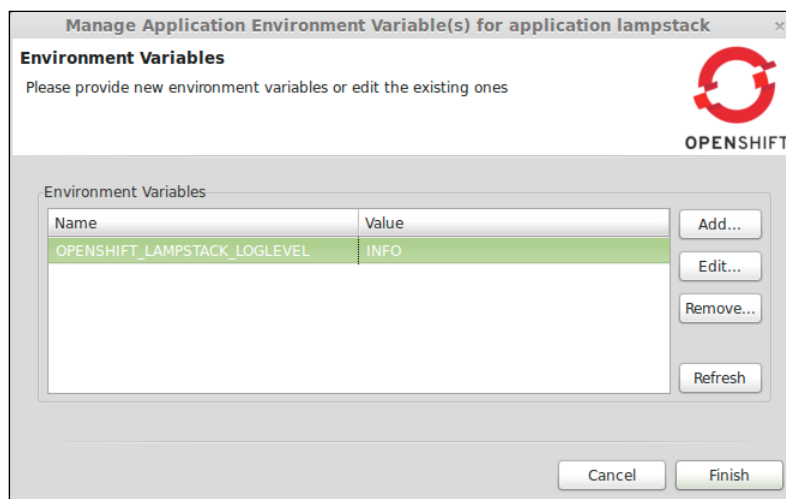 Manage Application Environment Variable(s) for application lampstack
Environment Variables
Please provide new environment variables or edit the existing ones
OPENSHIFT
Environment Variables
Name Value
OPENSHIFT_LAMPSTACK_LOGLEVEL INFO
Add...
Edit...
Remove...
Refresh
Cancel Finish